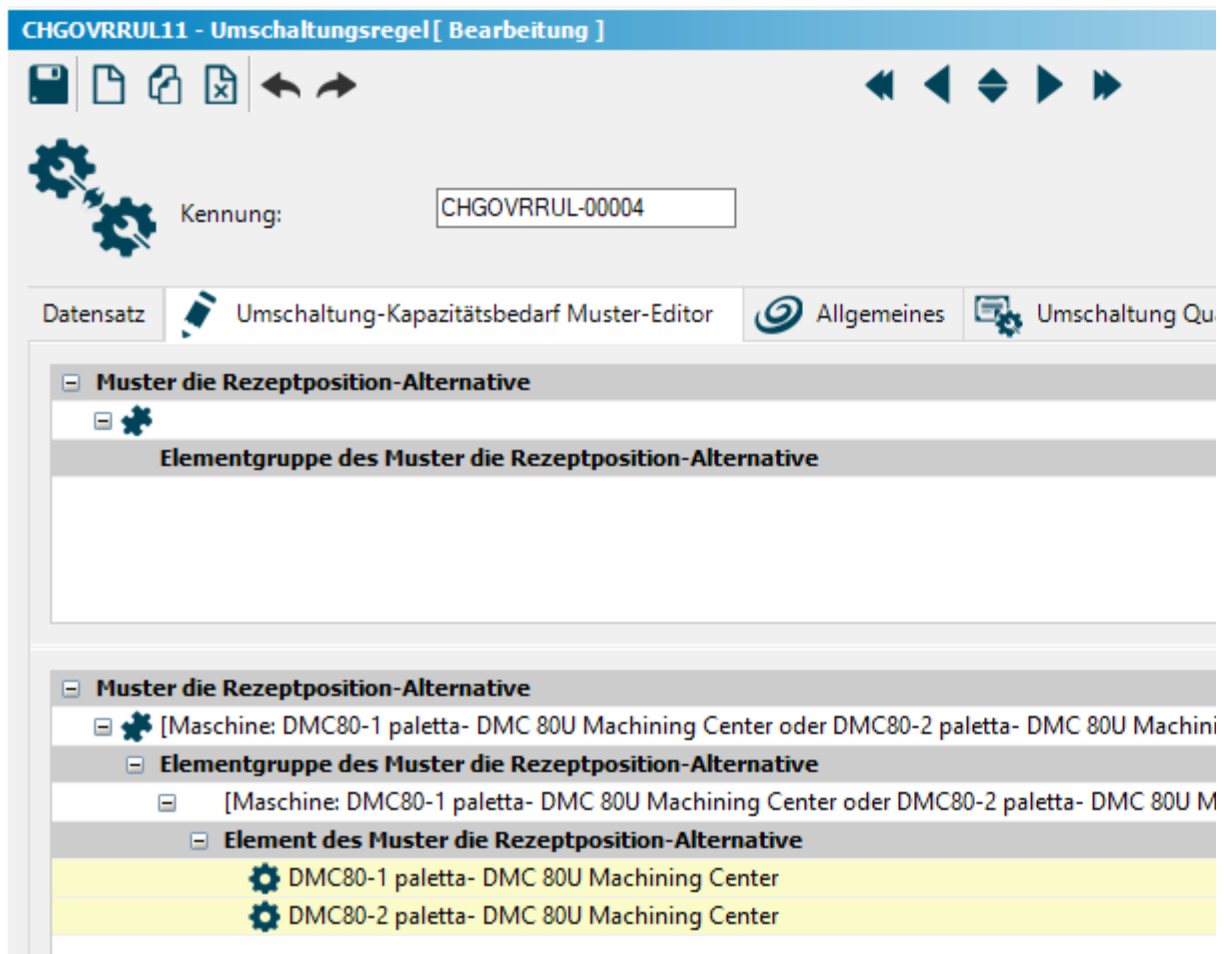 CHGOVRRUL11 - Umschaltungsregel[ Bearbeitung ]
Kennung: CHGOVRRUL-00004
Datensatz Umschaltung-Kapazitätsbedarf Muster-Editor Allgemeines Umschaltung Qua
Muster die Rezeptposition-Alternative
Elementgruppe des Muster die Rezeptposition-Alternative
Muster die Rezeptposition-Alternative
[Maschine: DMC80-1 paletta- DMC 80U Machining Center oder DMC80-2 paletta- DMC 80U Machini
Elementgruppe des Muster die Rezeptposition-Alternative
[Maschine: DMC80-1 paletta- DMC 80U Machining Center oder DMC80-2 paletta- DMC 80U M
Element des Muster die Rezeptposition-Alternative
DMC80-1 paletta- DMC 80U Machining Center
DMC80-2 paletta- DMC 80U Machining Center